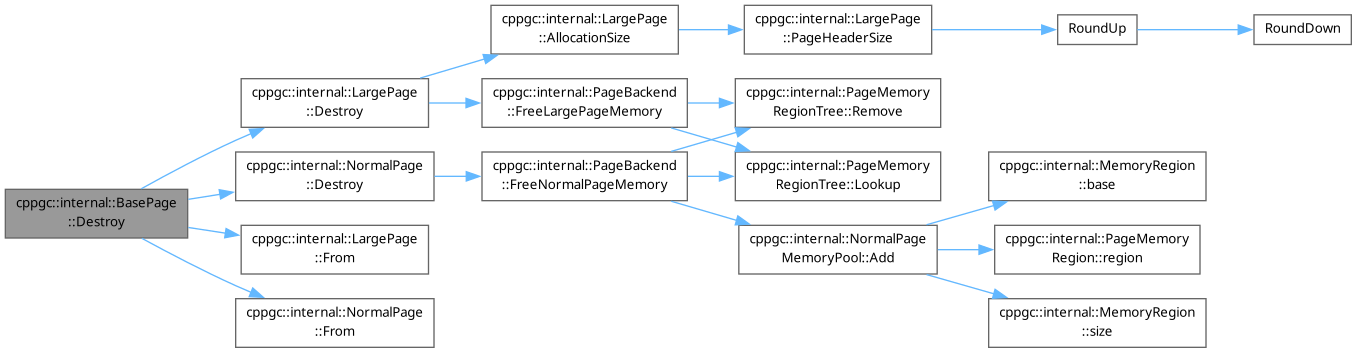 cppgc::internal::BasePage
::Destroy
cppgc::internal::LargePage
::Destroy
cppgc::internal::NormalPage
::Destroy
cppgc::internal::LargePage
::From
cppgc::internal::NormalPage
::From
cppgc::internal::LargePage
::AllocationSize
cppgc::internal::PageBackend
::FreeLargePageMemory
cppgc::internal::PageBackend
::FreeNormalPageMemory
cppgc::internal::LargePage
::PageHeaderSize
cppgc::internal::PageMemory
RegionTree::Remove
cppgc::internal::PageMemory
RegionTree::Lookup
cppgc::internal::NormalPage
MemoryPool::Add
cppgc::internal::MemoryRegion
::base
cppgc::internal::PageMemory
Region::region
cppgc::internal::MemoryRegion
::size
RoundUp
RoundDown